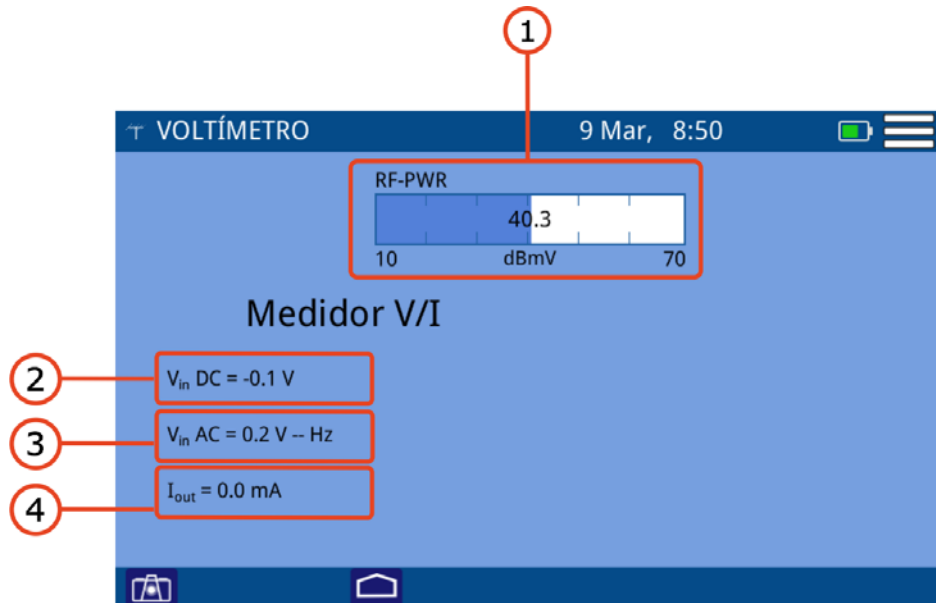 1
VOLTÍMETRO 9 Mar, 8:50
RF-PWR
40.3
10 dBmV 70
Medidor V/I
2 Vin DC = -0.1 V
3 Vin AC = 0.2 V -- Hz
4 Iout = 0.0 mA